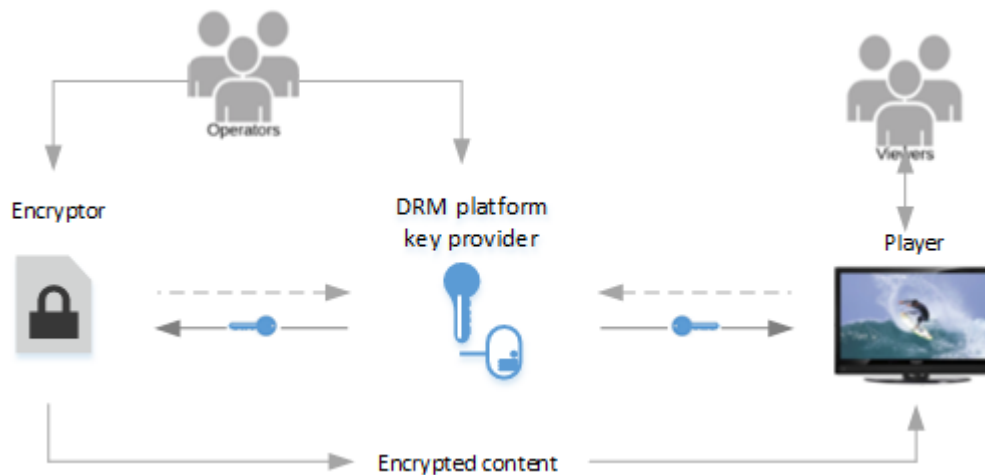 Operators
Viewers
Encryptor
DRM platform
key provider
Player
Encrypted content